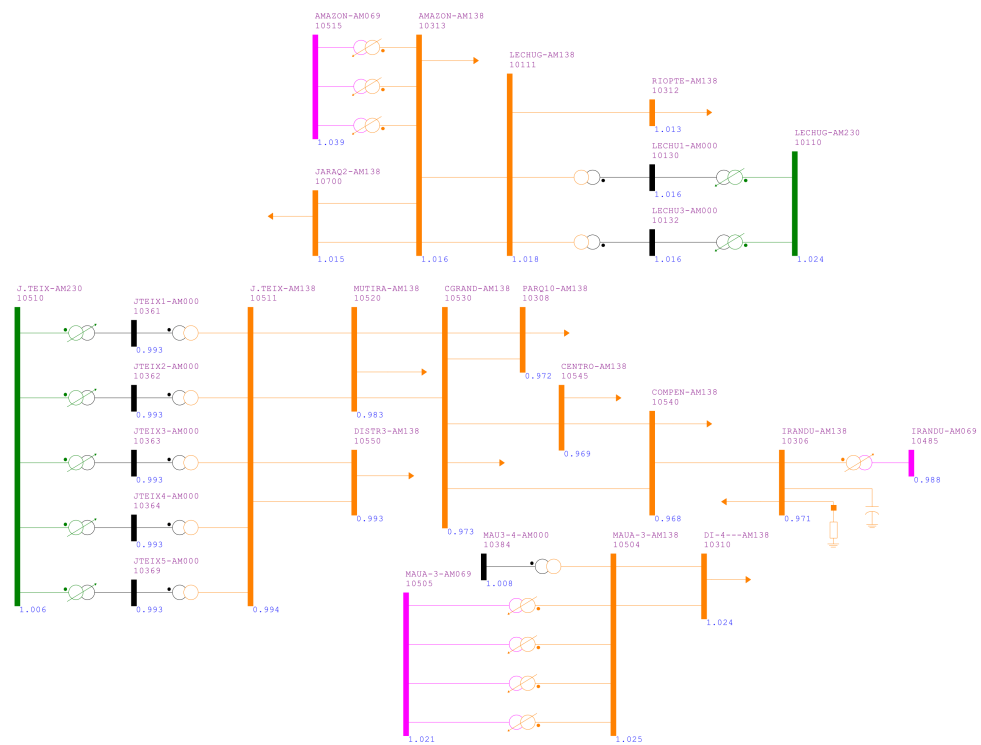 AMAZON-AM069
10515
1.039
AMAZON-AM138
10313
1.016
LECHUG-AM138
10111
1.018
RIOPTE-AM138
10312
1.013
LECHU1-AM000
10130
1.016
LECHUG-AM230
10110
1.024
JARAQ2-AM138
10700
1.015
LECHU3-AM000
10132
1.016
J.TEIX-AM230
10510
1.006
JTEIX1-AM000
10361
0.993
JTEIX2-AM000
10362
0.993
JTEIX3-AM000
10363
0.993
JTEIX4-AM000
10364
0.993
JTEIX5-AM000
10369
0.993
J.TEIX-AM138
10511
0.994
MUTIRA-AM138
10520
0.983
DISTR3-AM138
10550
0.993
CGRAND-AM138
10530
0.973
PARQ10-AM138
10308
0.972
CENTRO-AM138
10545
0.969
COMPEN-AM138
10540
0.968
IRANDU-AM138
10306
0.971
IRANDU-AM069
10485
0.988
MAU3-4-AM000
10384
1.008
MAUA-3-AM138
10504
1.025
DI-4---AM138
10310
1.024
MAUA-3-AM069
10505
1.021